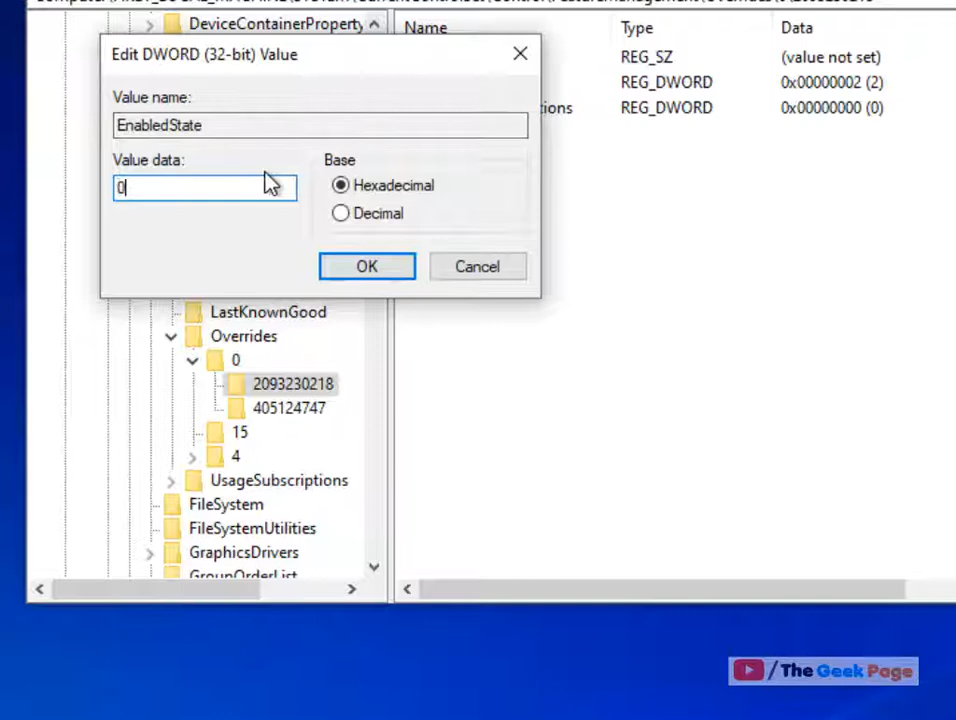 DeviceContainerProperty
Name Type Data
Edit DWORD (32-bit) Value
REG_SZ (value not set)
REG_DWORD 0x00000002 (2)
Value name:
ions REG_DWORD 0x00000000 (0)
EnabledState
Value data: Base
0 Hexadecimal
Decimal
OK Cancel
LastKnownGood
Overrides
0
2093230218
405124747
15
4
UsageSubscriptions
FileSystem
FileSystemUtilities
GraphicsDrivers
GroupOrderList
/ The Geek Page